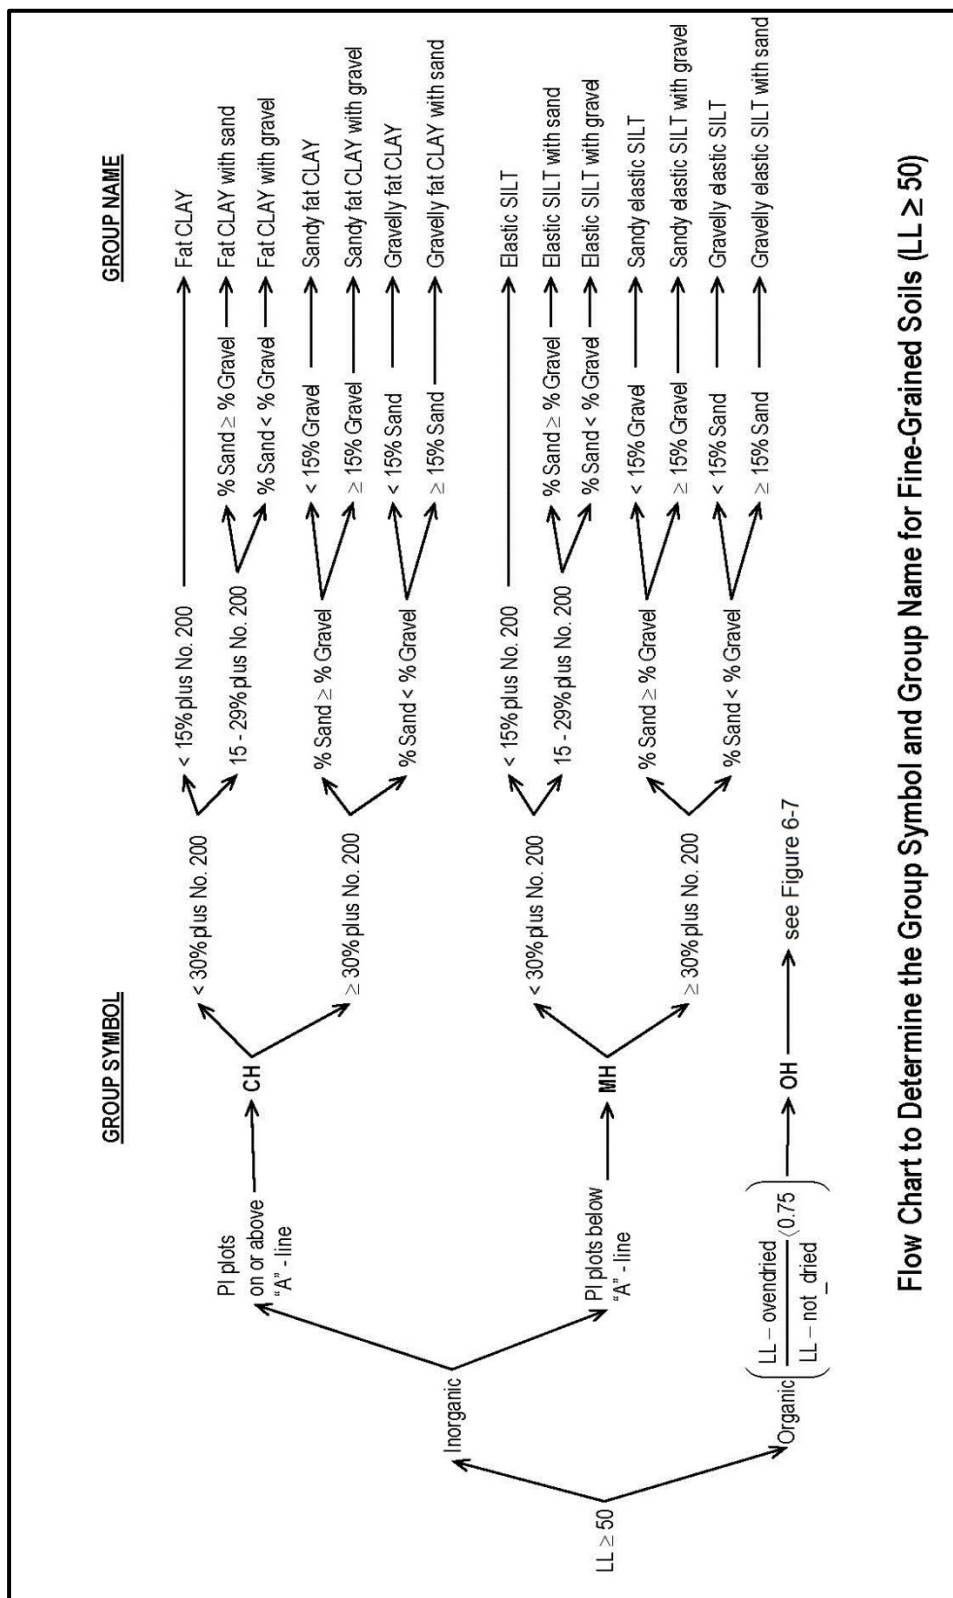 GROUP SYMBOL
GROUP NAME
LL ≥ 50
Inorganic
PI plots
on or above
“A” - line
CH
< 30% plus No. 200
< 15% plus No. 200
Fat CLAY
15 - 29% plus No. 200
% Sand ≥ % Gravel
Fat CLAY with sand
% Sand < % Gravel
Fat CLAY with gravel
≥ 30% plus No. 200
% Sand ≥ % Gravel
< 15% Gravel
Sandy fat CLAY
≥ 15% Gravel
Sandy fat CLAY with gravel
% Sand < % Gravel
< 15% Sand
Gravelly fat CLAY
≥ 15% Sand
Gravelly fat CLAY with sand
PI plots below
“A” - line
MH
< 30% plus No. 200
< 15% plus No. 200
Elastic SILT
15 - 29% plus No. 200
% Sand ≥ % Gravel
Elastic SILT with sand
% Sand < % Gravel
Elastic SILT with gravel
≥ 30% plus No. 200
% Sand ≥ % Gravel
< 15% Gravel
Sandy elastic SILT
≥ 15% Gravel
Sandy elastic SILT with gravel
% Sand < % Gravel
< 15% Sand
Gravelly elastic SILT
≥ 15% Sand
Gravelly elastic SILT with sand
Organic
LL – ovendried
LL – not_dried
<0.75
OH
see Figure 6-7
Flow Chart to Determine the Group Symbol and Group Name for Fine-Grained Soils (LL ≥ 50)